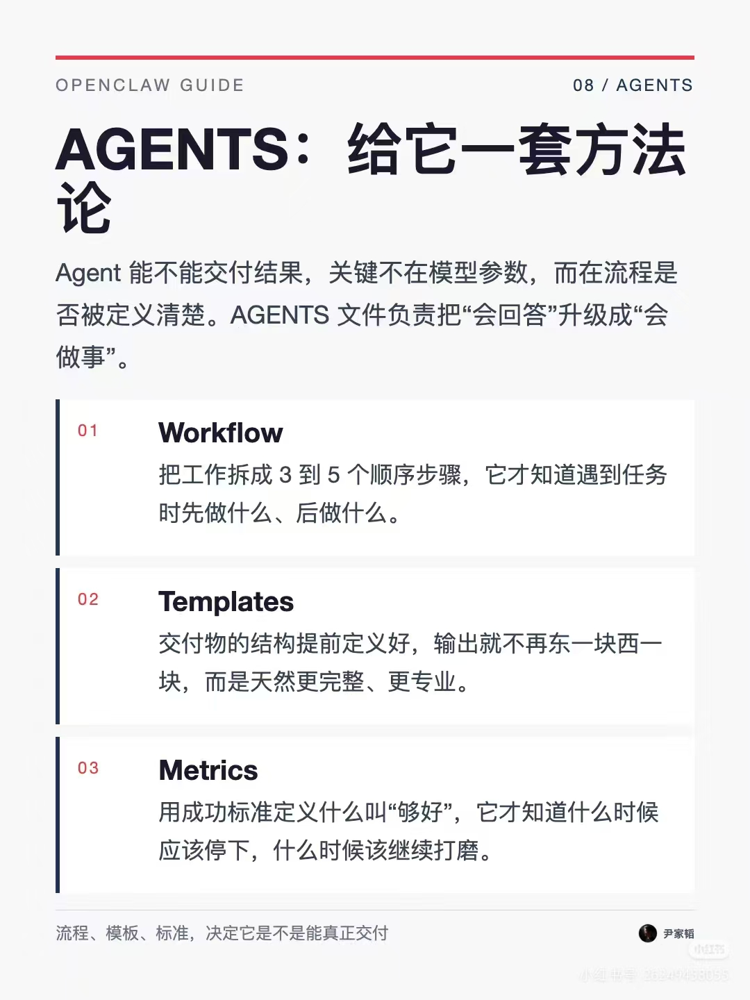 OPENCLAW GUIDE
08 / AGENTS
AGENTS：给它一套方法
论
Agent 能不能交付结果，关键不在模型参数，而在流程是
否被定义清楚。AGENTS 文件负责把“会回答”升级成“会
做事”。
01
Workflow
把工作拆成 3 到 5 个顺序步骤，它才知道遇到任务
时先做什么、后做什么。
02
Templates
交付物的结构提前定义好，输出就不再东一块西一
块，而是天然更完整、更专业。
03
Metrics
用成功标准定义什么叫“够好”，它才知道什么时候
应该停下，什么时候该继续打磨。
流程、模板、标准，决定它是不是能真正交付
尹家韬
小红书